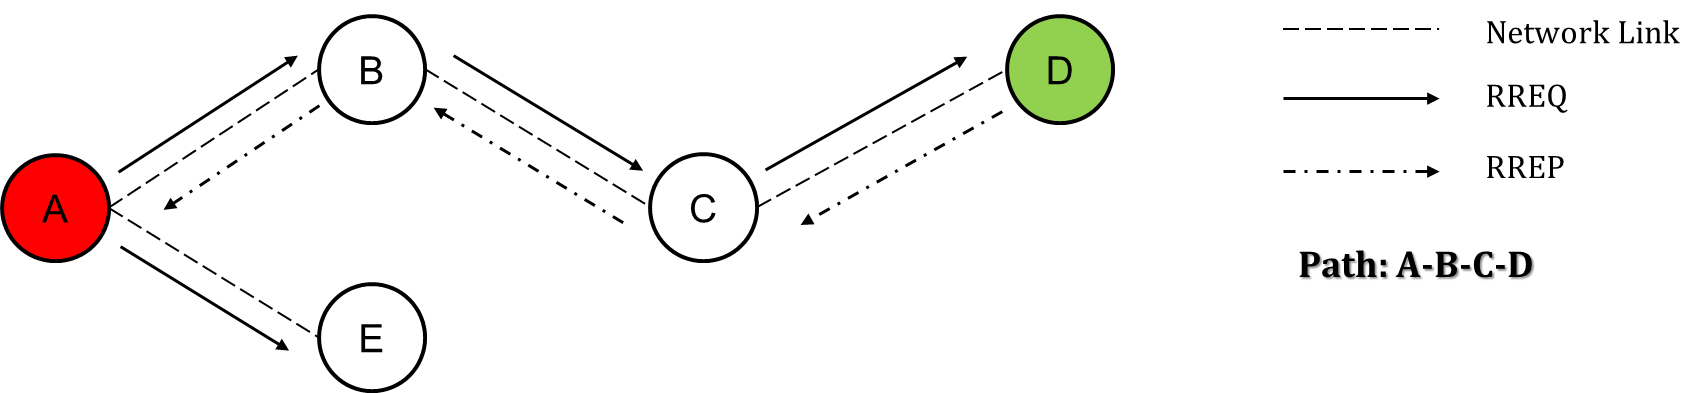 B
D
A
C
E
Network Link
RREQ
RREP
Path: A-B-C-D